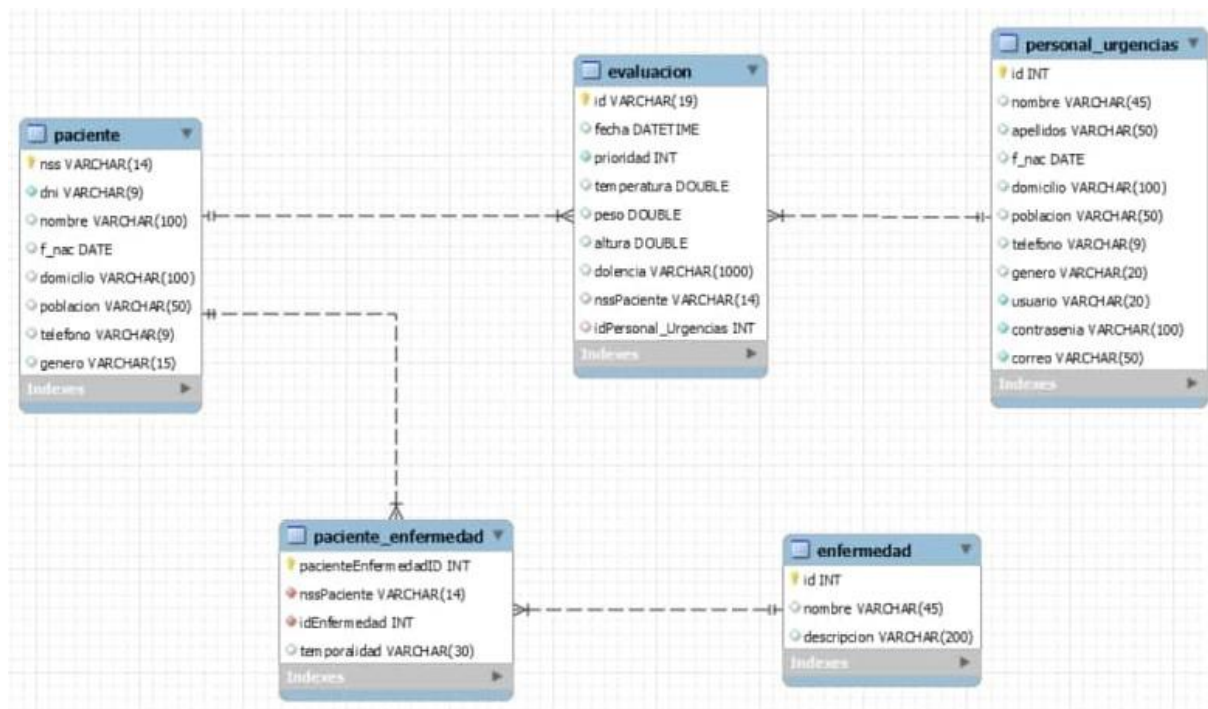 paciente
nss VARCHAR(14)
dni VARCHAR(9)
nombre VARCHAR(100)
f_nac DATE
domicilio VARCHAR(100)
poblacion VARCHAR(50)
telefono VARCHAR(9)
genero VARCHAR(15)
Indexes
evaluacion
id VARCHAR(19)
fecha DATETIME
prioridad INT
temperatura DOUBLE
peso DOUBLE
altura DOUBLE
dolencia VARCHAR(1000)
nssPaciente VARCHAR(14)
idPersonal_Urgencias INT
Indexes
personal_urgencias
id INT
nombre VARCHAR(45)
apellidos VARCHAR(50)
f_nac DATE
domicilio VARCHAR(100)
poblacion VARCHAR(50)
telefono VARCHAR(9)
genero VARCHAR(20)
usuario VARCHAR(20)
contrasenia VARCHAR(100)
correo VARCHAR(50)
Indexes
paciente_enfermedad
pacienteEnfermedadID INT
nssPaciente VARCHAR(14)
idEnfermedad INT
temporalidad VARCHAR(30)
Indexes
enfermedad
id INT
nombre VARCHAR(45)
descripcion VARCHAR(200)
Indexes